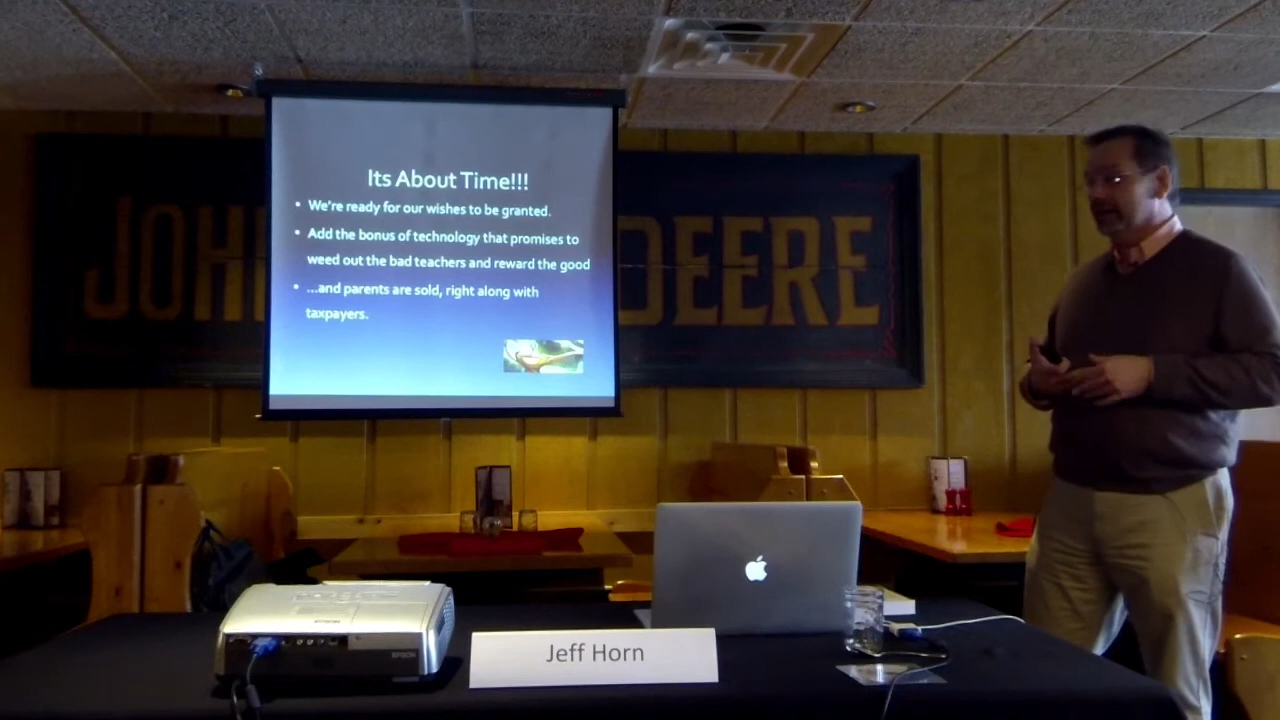 Its About Time!!!
• We're ready for our wishes to be granted.
• Add the bonus of technology that promises to
weed out the bad teachers and reward the good
• ...and parents are sold, right along with
taxpayers.
JOH DEERE
EPSON
Jeff Horn